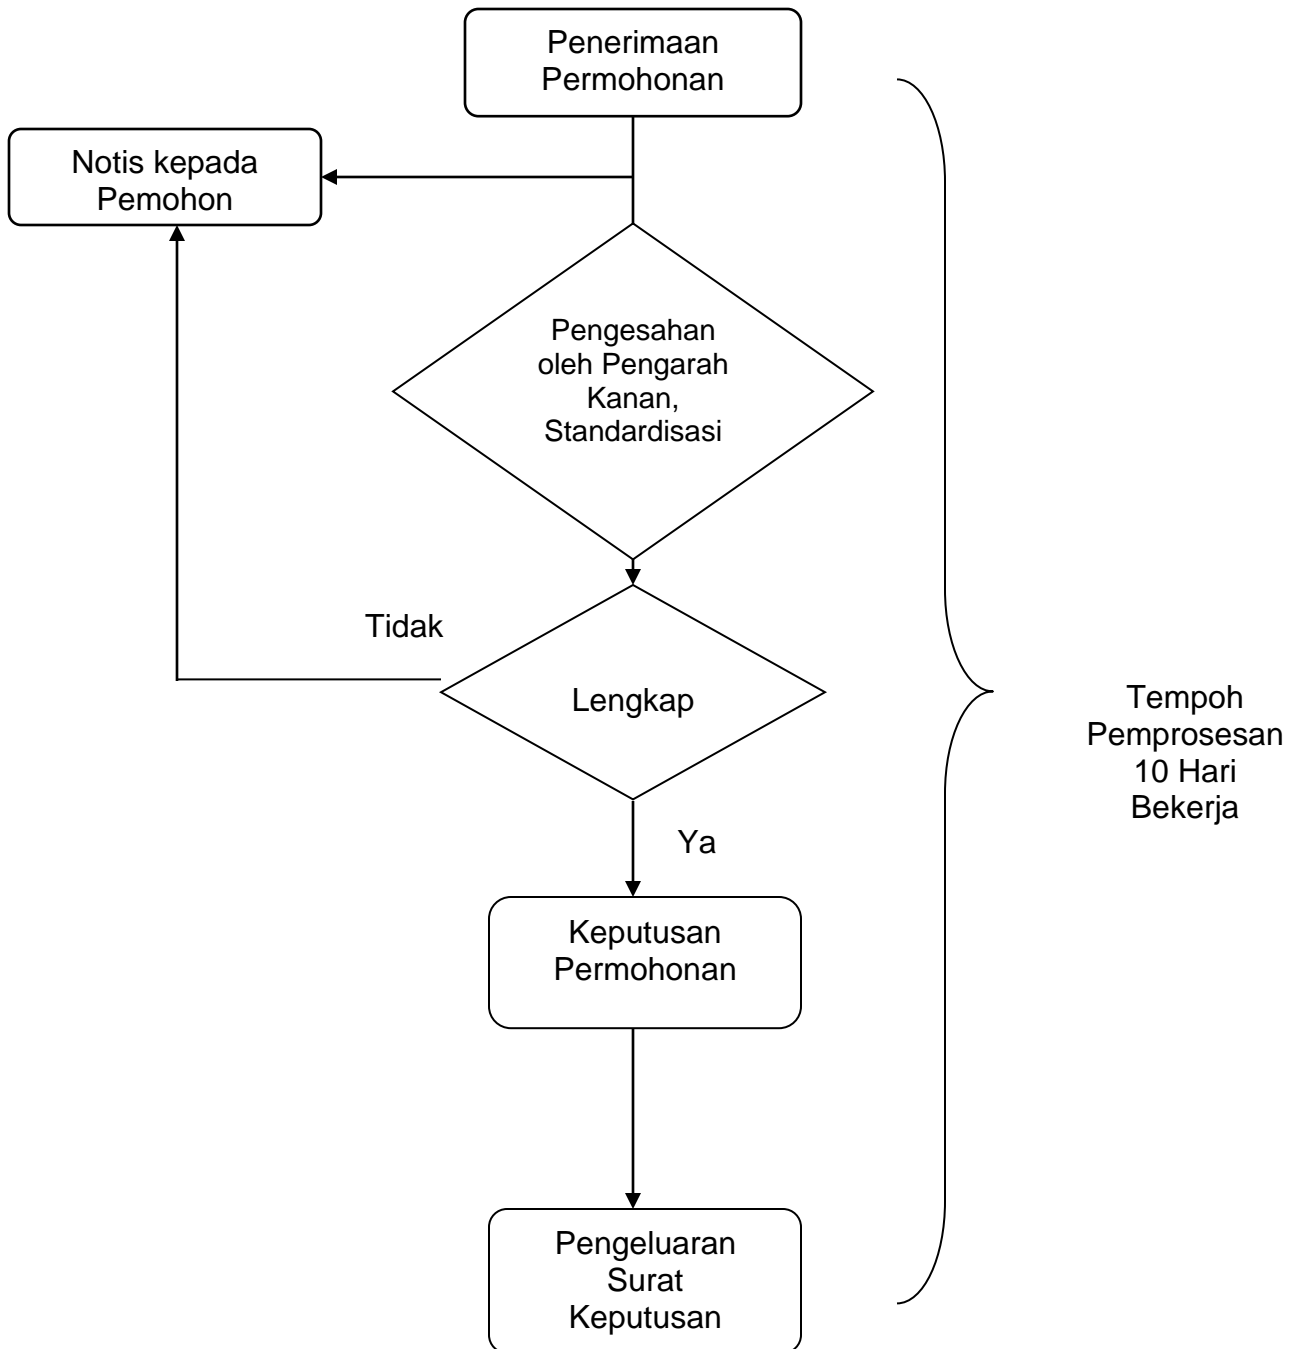 Penerimaan
Permohonan
Notis kepada
Pemohon
Pengesahan
oleh Pengarah
Kanan,
Standardisasi
Tidak
Lengkap
Tempoh
Pemprosesan
10 Hari
Bekerja
Ya
Keputusan
Permohonan
Pengeluaran
Surat
Keputusan